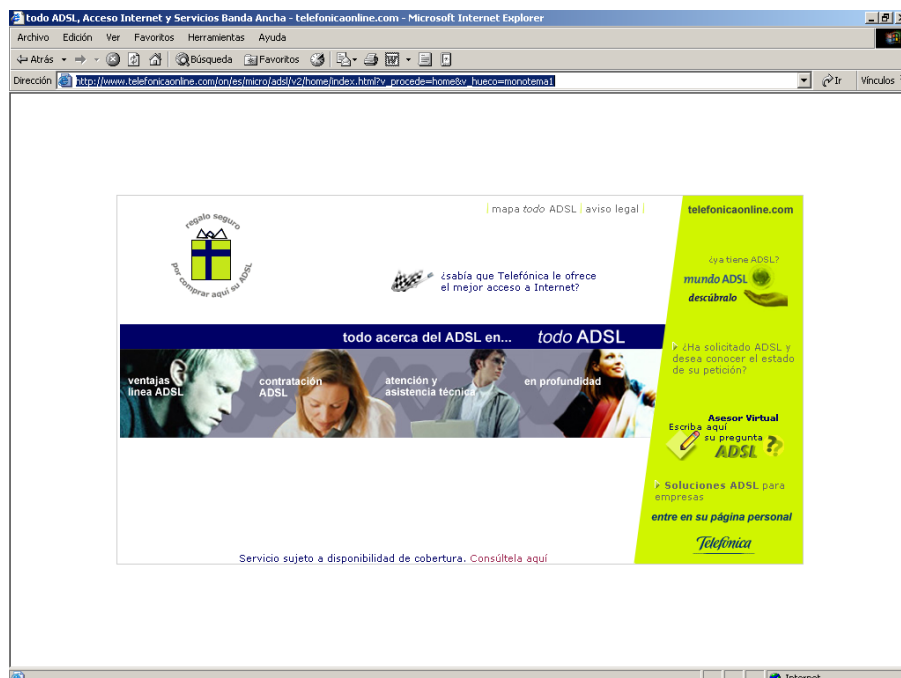 todo ADSL, Acceso Internet y Servicios Banda Ancha - telefonicaonline.com - Microsoft Internet Explorer
Archivo Edición Ver Favoritos Herramientas Ayuda
Atrás Búsqueda Favoritos
Dirección http://www.telefonicaonline.com/on/es/micro/adsl/v2/home/index.html?v_procede=home&v_hueco=monotema1 Ir Vínculos
regalo seguro
por comprar aquí su ADSL
mapa todo ADSL | aviso legal
¿sabía que Telefónica le ofrece
el mejor acceso a Internet?
todo acerca del ADSL en... todo ADSL
ventajas
linea ADSL
contratación
ADSL
atención y
asistencia técnica
en profundidad
Servicio sujeto a disponibilidad de cobertura. Consúltela aquí
telefonicaonline.com
¿ya tiene ADSL?
mundo ADSL
descúbralo
¿Ha solicitado ADSL y
desea conocer el estado
de su petición?
Asesor Virtual
Escriba aquí
su pregunta
ADSL ?
Soluciones ADSL para
empresas
entre en su página personal
Telefónica
Internet